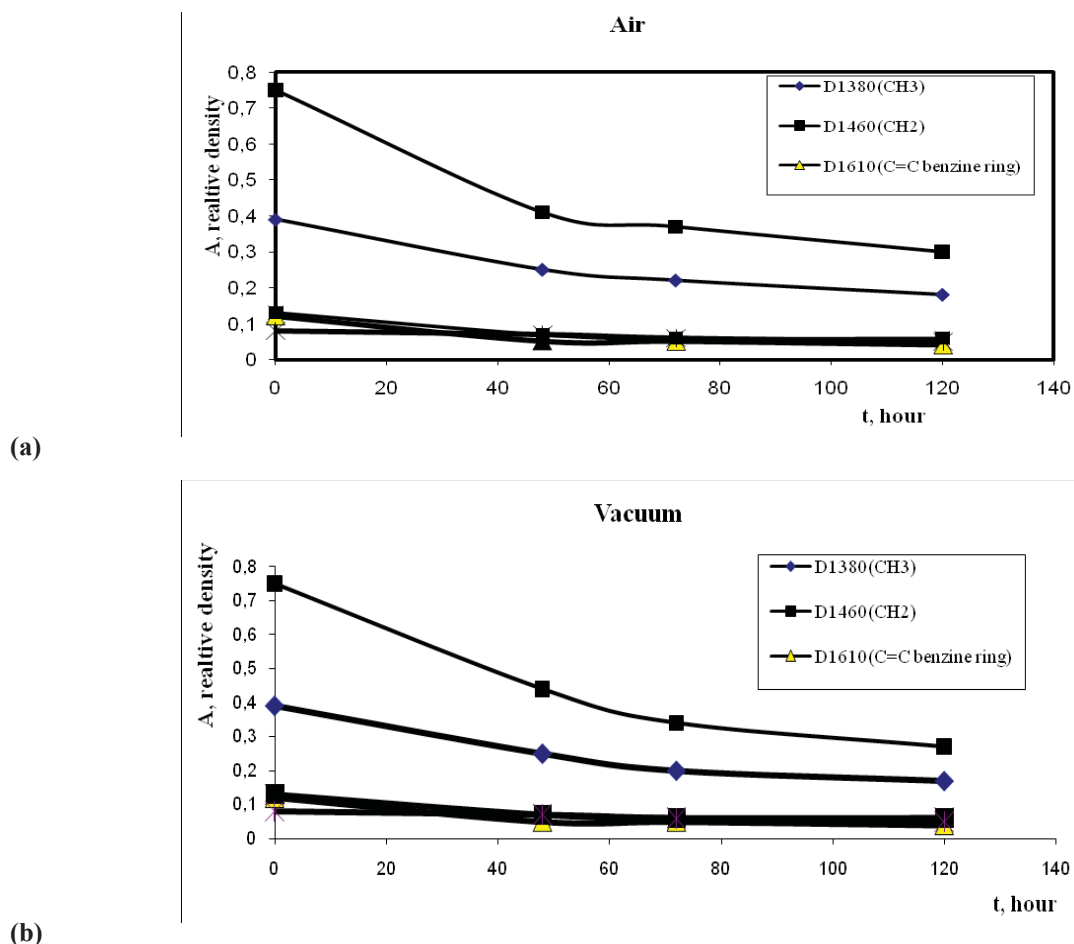 Air
A, realtive density
0,8
0,7
0,6
0,5
0,4
0,3
0,2
0,1
0
D1380(CH3)
D1460(CH2)
D1610(C=C benzine ring)
0 20 40 60 80 100 120 140
t, hour
(a)
Vacuum
A, realtive density
0,8
0,7
0,6
0,5
0,4
0,3
0,2
0,1
0
D1380(CH3)
D1460(CH2)
D1610(C=C benzine ring)
0 20 40 60 80 100 120 140
t, hour
(b)